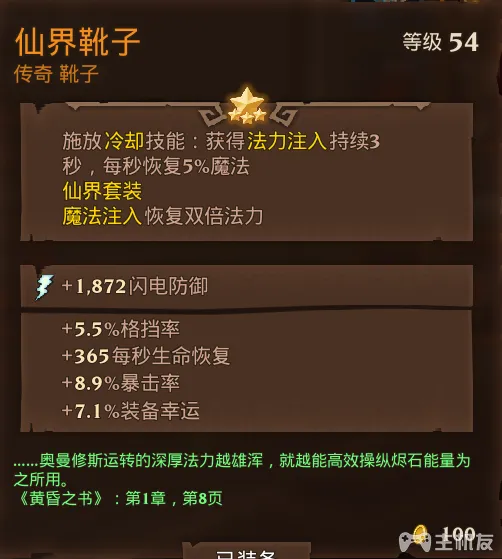 仙界靴子
等级 54
传奇 靴子
施放冷却技能：获得法力注入持续3
秒，每秒恢复5%魔法
仙界套装
魔法注入恢复双倍法力
+1,872闪电防御
+5.5%格挡率
+365每秒生命恢复
+8.9%暴击率
+7.1%装备幸运
……奥曼修斯运转的深厚法力越雄浑，就越能高效操纵烬石能量为
之所用。
《黄昏之书》：第1章，第8页
100
主机友
已装备